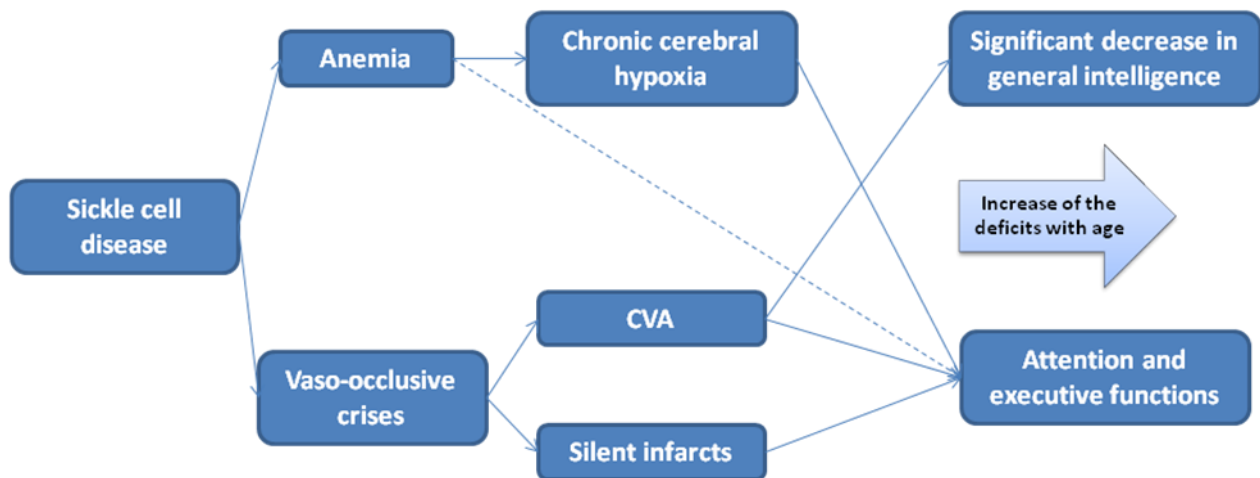 Sickle cell
disease
Anemia
Vaso-occlusive
crises
Chronic cerebral
hypoxia
CVA
Silent infarcts
Significant decrease in
general intelligence
Increase of the
deficits with age
Attention and
executive functions